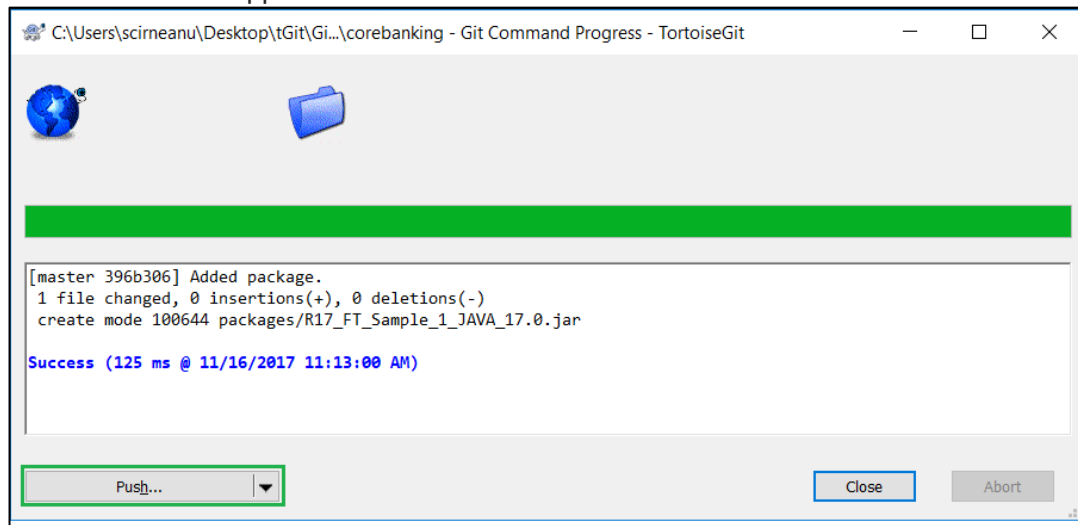 C:\Users\scirneanu\Desktop\tGit\Gi...\corebanking - Git Command Progress - TortoiseGit
[master 396b306] Added package.
1 file changed, 0 insertions(+), 0 deletions(-)
create mode 100644 packages/R17_FT_Sample_1_JAVA_17.0.jar
Success (125 ms @ 11/16/2017 11:13:00 AM)
Push...
Close
Abort